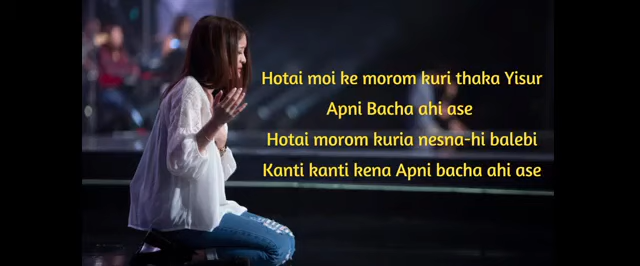 Hotai moi ke morom kuri thaka Yisur
Apni Bacha ahi ase
Hotai morom kuria nesna-hi balebi
Kanti kanti kena Apni bacha ahi ase